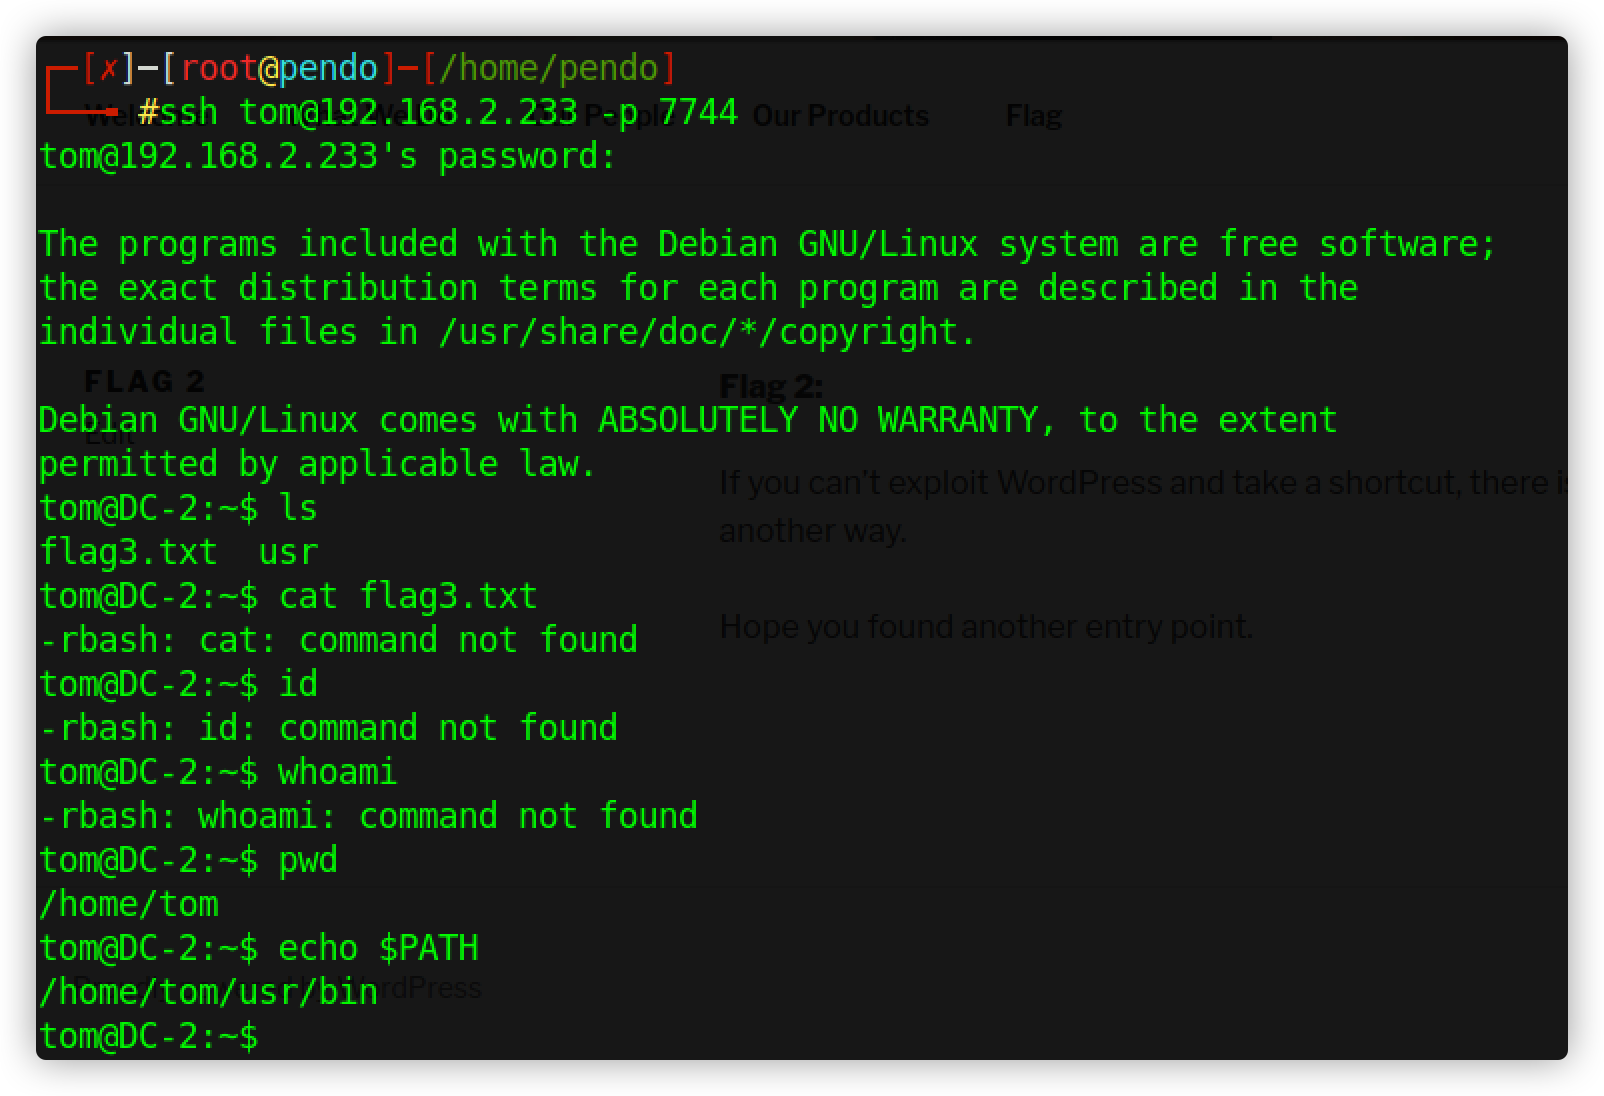 [✗]─[root@pendo]─[/home/pendo]
#ssh tom@192.168.2.233 -p 7744
Our Products
Flag
tom@192.168.2.233's password:
The programs included with the Debian GNU/Linux system are free software;
the exact distribution terms for each program are described in the
individual files in /usr/share/doc/*/copyright.
FLAG 2
Flag 2:
Debian GNU/Linux comes with ABSOLUTELY NO WARRANTY, to the extent
Edit
permitted by applicable law.
If you can't exploit WordPress and take a shortcut, there is
another way.
tom@DC-2:~$ ls
flag3.txt  usr
tom@DC-2:~$ cat flag3.txt
-rbash: cat: command not found
Hope you found another entry point.
tom@DC-2:~$ id
-rbash: id: command not found
tom@DC-2:~$ whoami
-rbash: whoami: command not found
tom@DC-2:~$ pwd
/home/tom
tom@DC-2:~$ echo $PATH
/home/tom/usr/bin
WordPress
tom@DC-2:~$